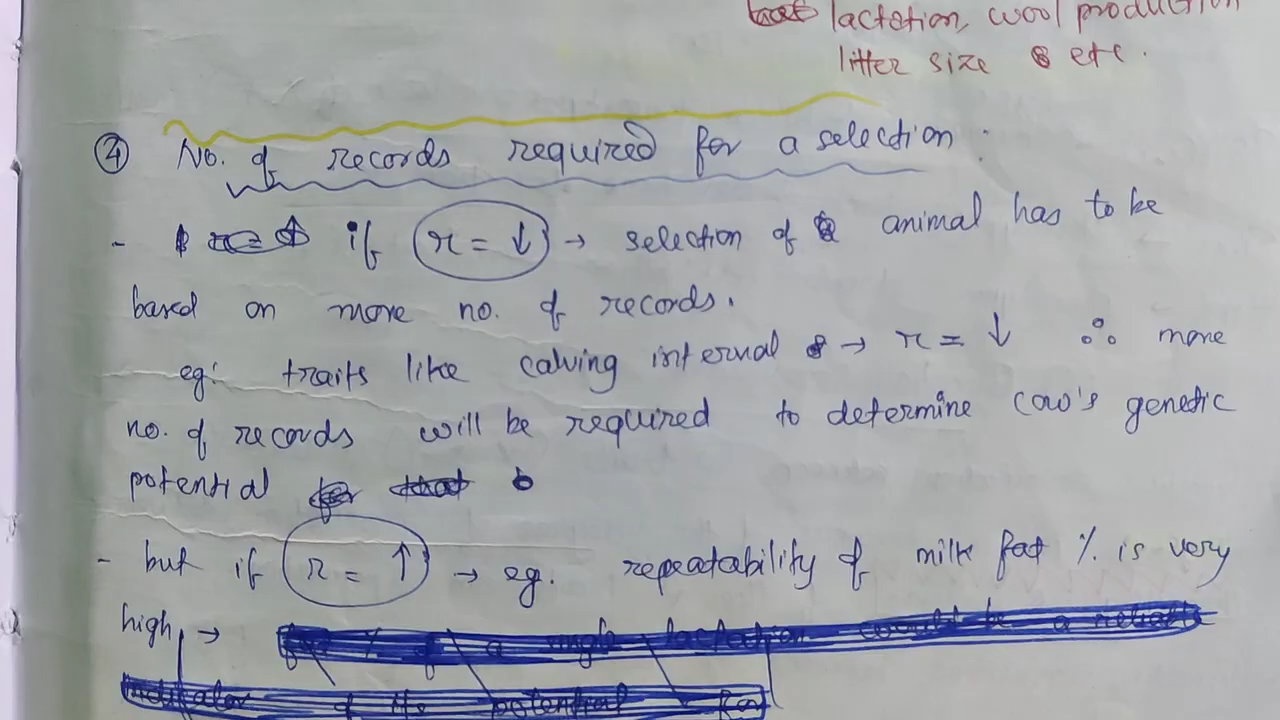 lactation, wool production
litter size etc.
④ No. of records required for a selection :
- if r = ↓ → selection of animal has to be
based on more no. of records.
eg: traits like calving interval → r = ↓ ∴ more
no. of records will be required to determine cow's genetic
potential
- but if r = ↑ → eg. repeatability of milk fat % is very
high →